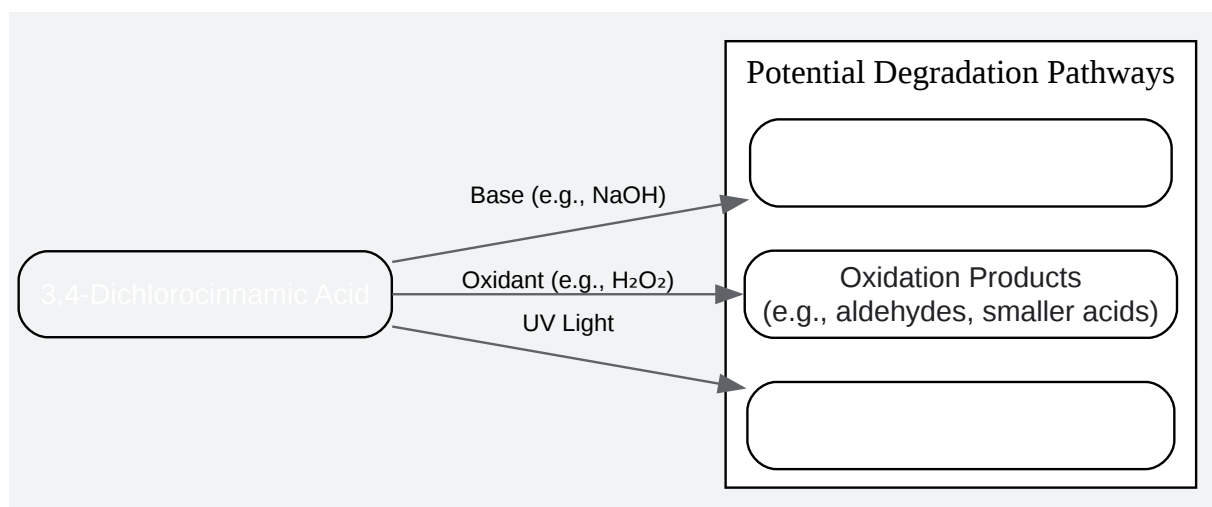 Potential Degradation Pathways
Base (e.g., NaOH)
3,4-Dichlorocinnamic Acid
Oxidant (e.g., H₂O₂)
UV Light
Oxidation Products
(e.g., aldehydes, smaller acids)